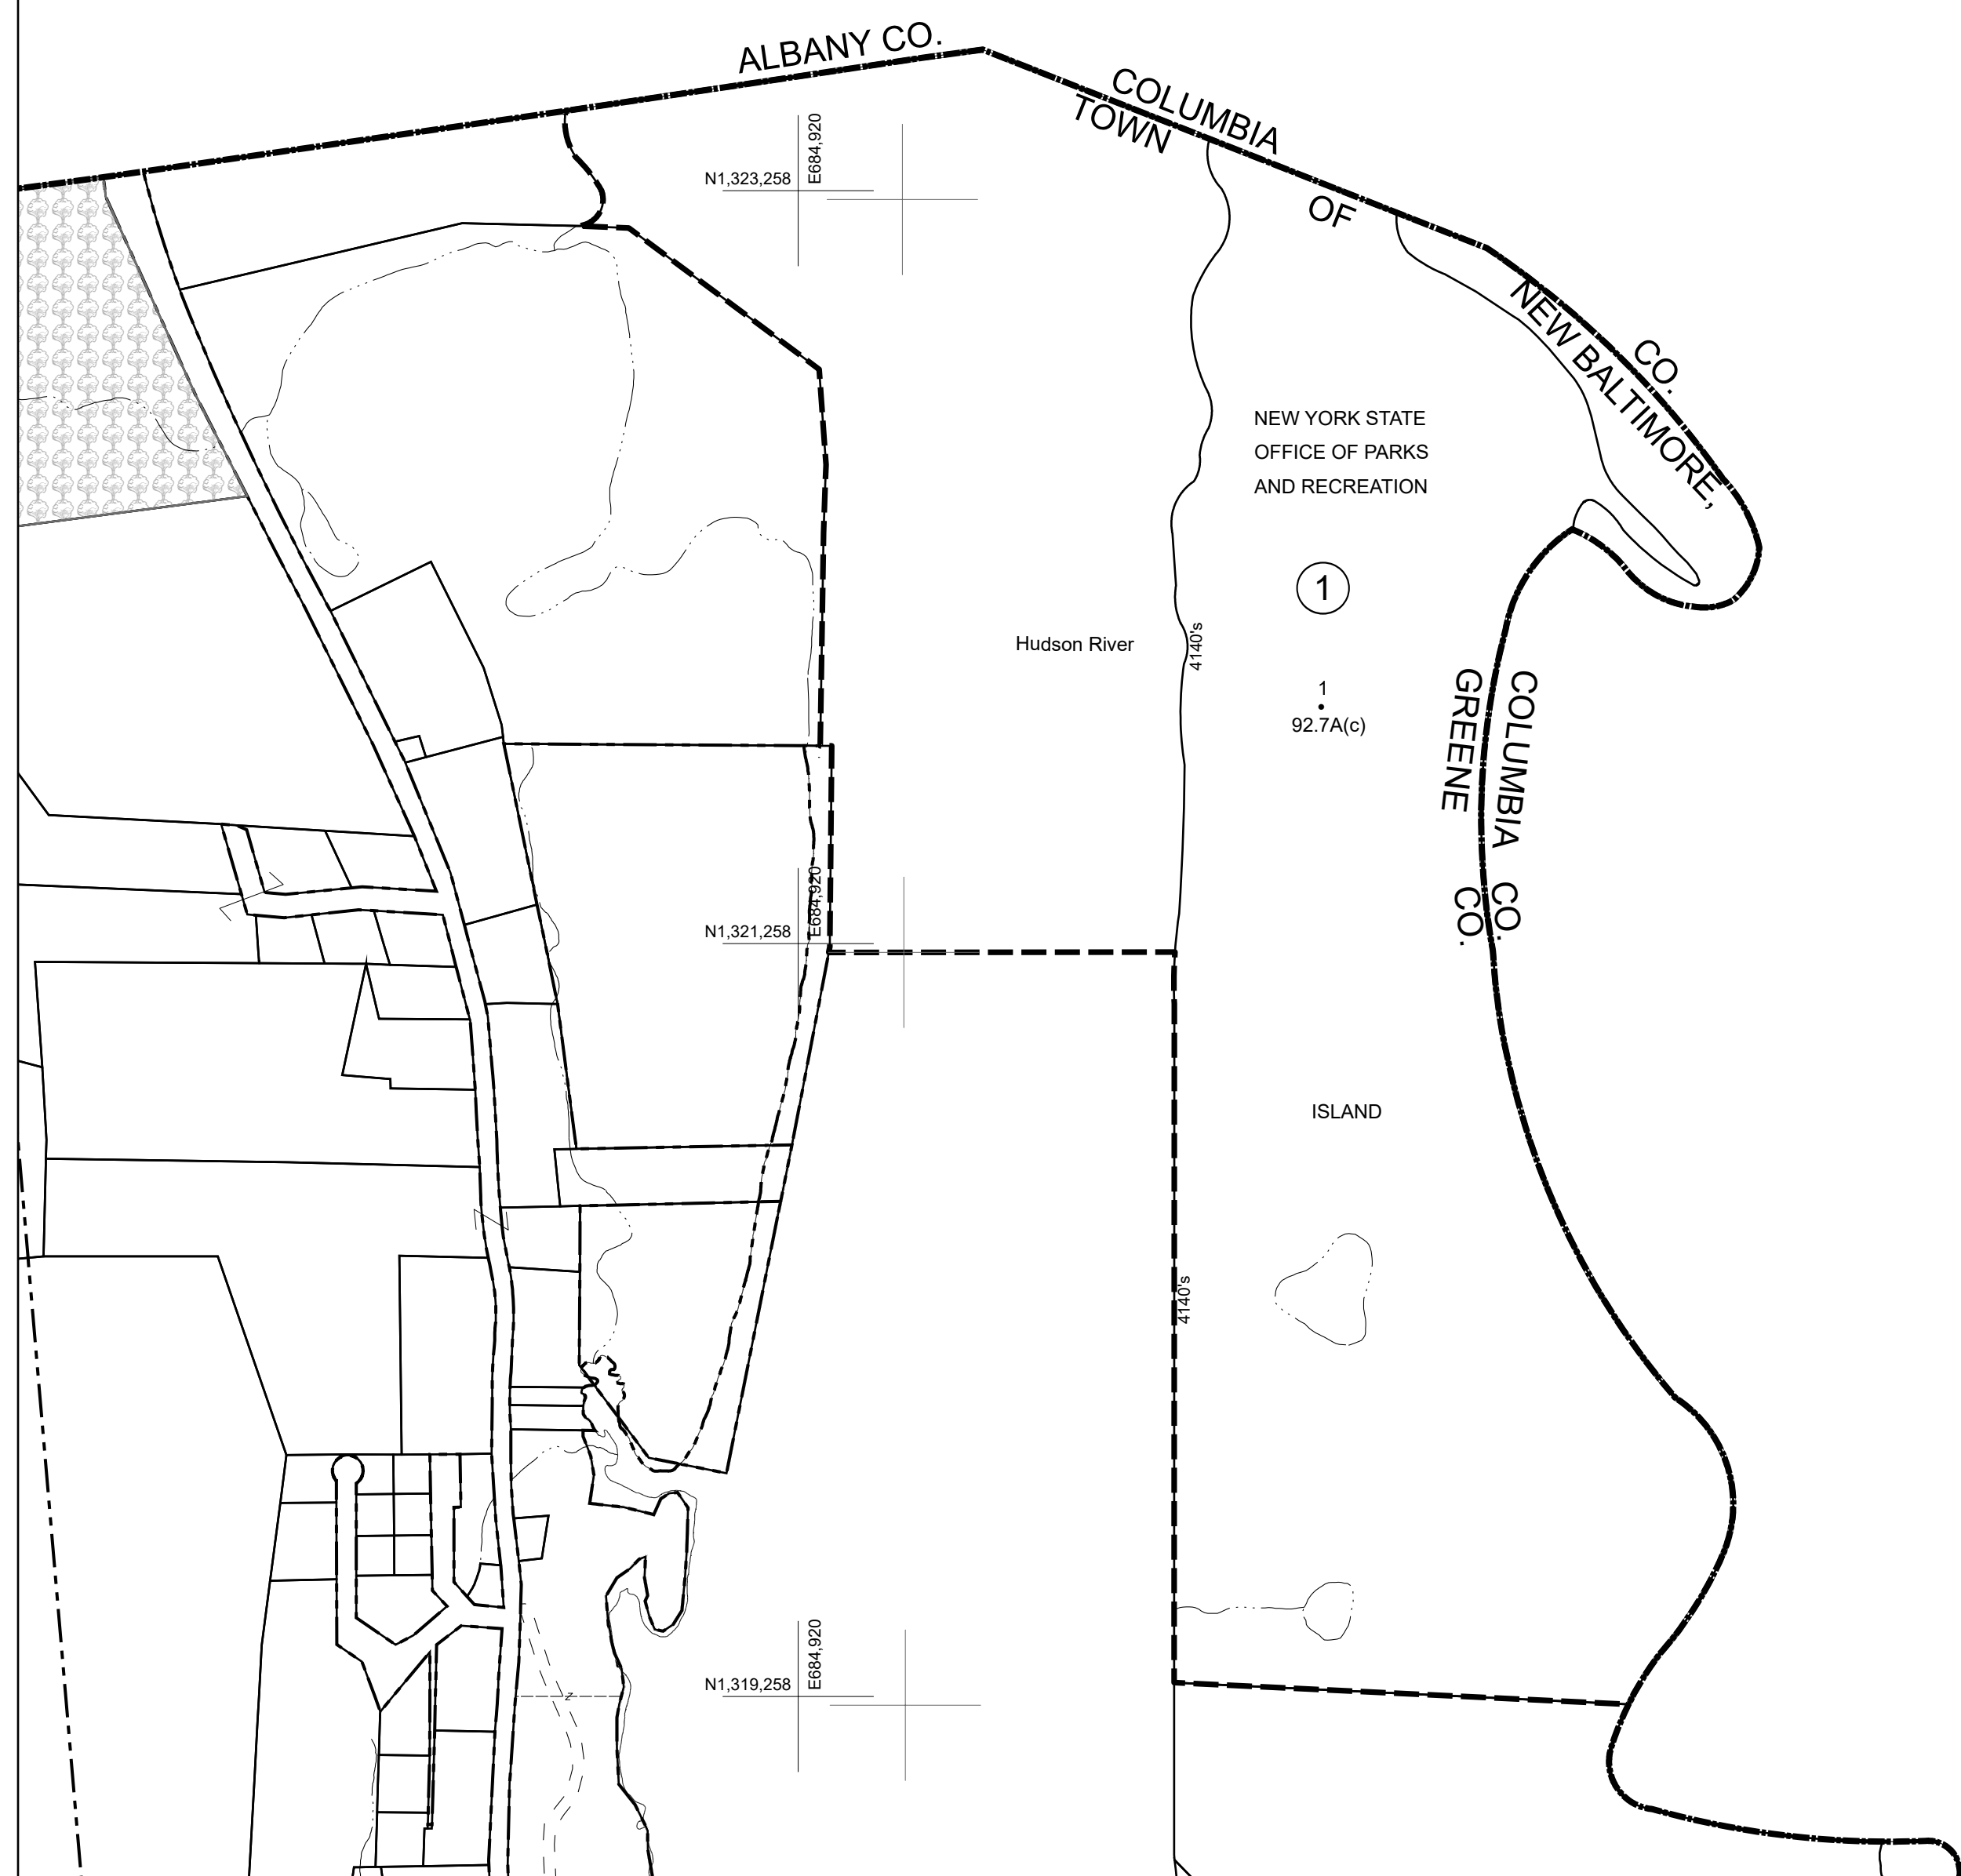 ALBANY CO.
COLUMBIA
CO.
TOWN
OF
NEW BALTIMORE,
N1,323,258
E684,920
NEW YORK STATE
OFFICE OF PARKS
AND RECREATION
1
Hudson River
4140's
1
92.7A(c)
GREENE CO.
COLUMBIA CO.
N1,321,258
E684,920
ISLAND
4140's
N1,319,258
E684,920
z